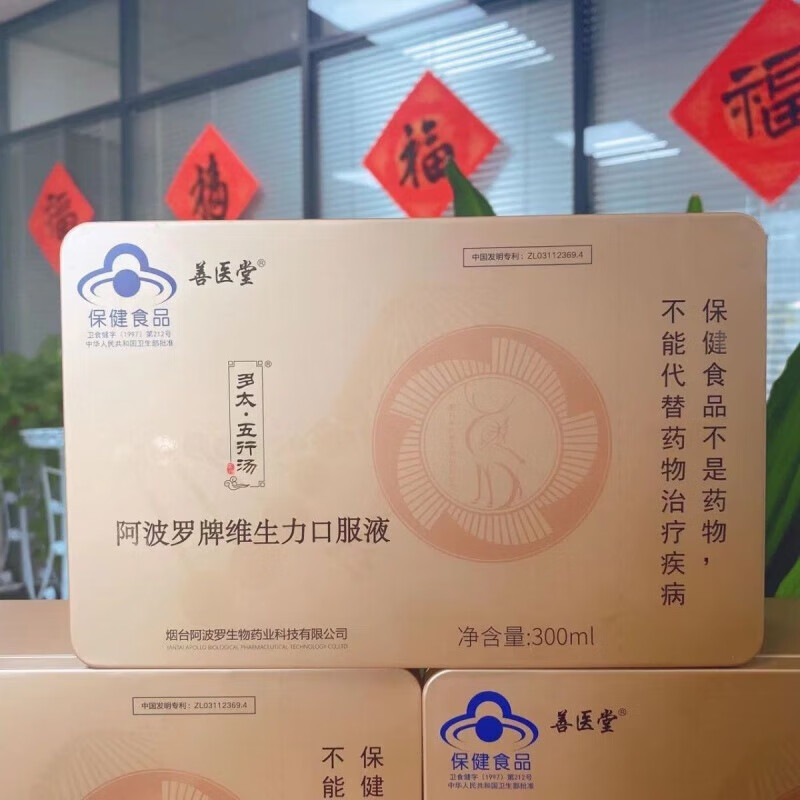 福
福
福
福
保健食品
卫食健字（1997）第212号
中华人民共和国卫生部批准
善医堂®
中国发明专利：ZL03112369.4
多太·五行汤®
阿波罗牌维生力口服液
保健食品不是药物，
不能代替药物治疗疾病
烟台阿波罗生物药业科技有限公司
YANTAI APOLLO BIOLOGICAL PHARMACEUTICAL TECHNOLOGY CO.,LTD
净含量:300ml
中国发明专利：ZL03112369.4
保健
不能
保健食品
卫食健字（1997）第212号
中华人民共和国卫生部批准
善医堂®